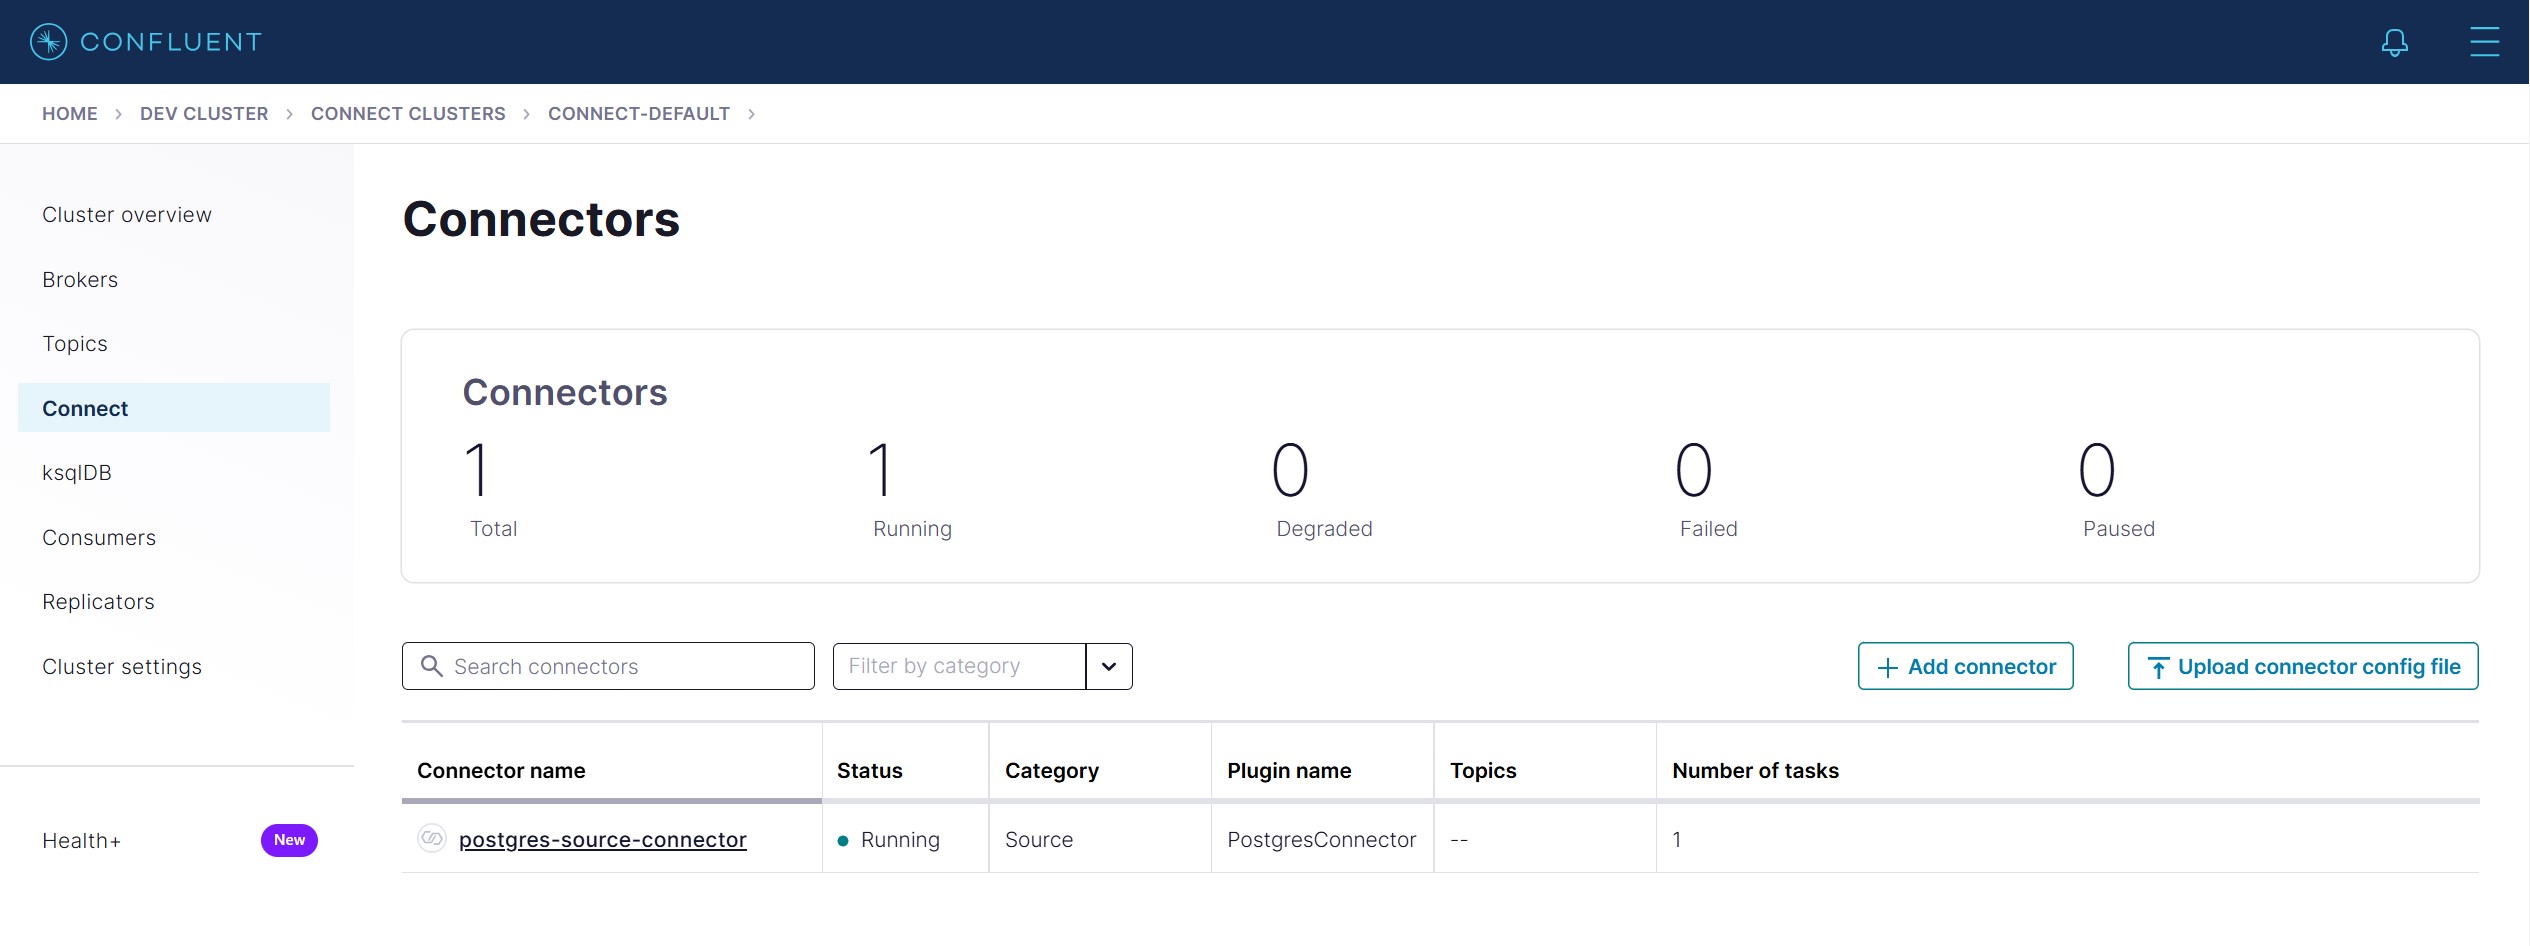 CONFLUENT
HOME > DEV CLUSTER > CONNECT CLUSTERS > CONNECT-DEFAULT >
Cluster overview
Brokers
Topics
Connect
ksqlDB
Consumers
Replicators
Cluster settings
Health+ New
Connectors
Connectors
1 1 0 0 0
Total Running Degraded Failed Paused
Search connectors Filter by category Add connector Upload connector config file
Connector name Status Category Plugin name Topics Number of tasks
postgres-source-connector Running Source PostgresConnector -- 1